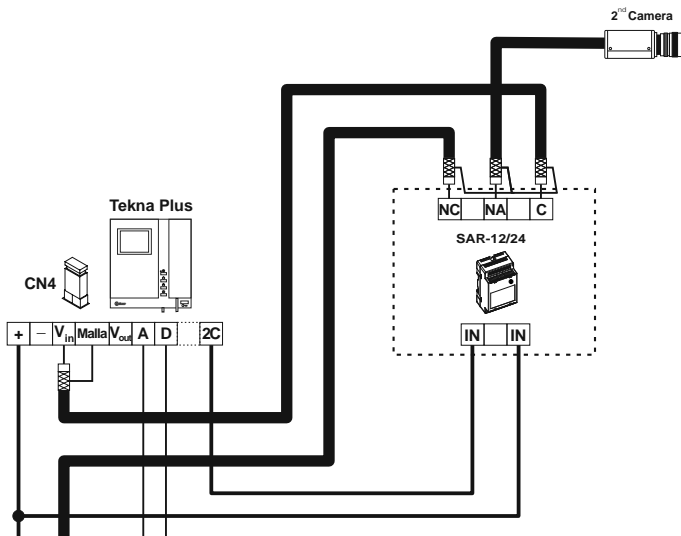 2nd Camera
NC NA C
SAR-12/24
Tekna Plus
CN4
+ – Vin Malla Vout A D 2C
IN IN